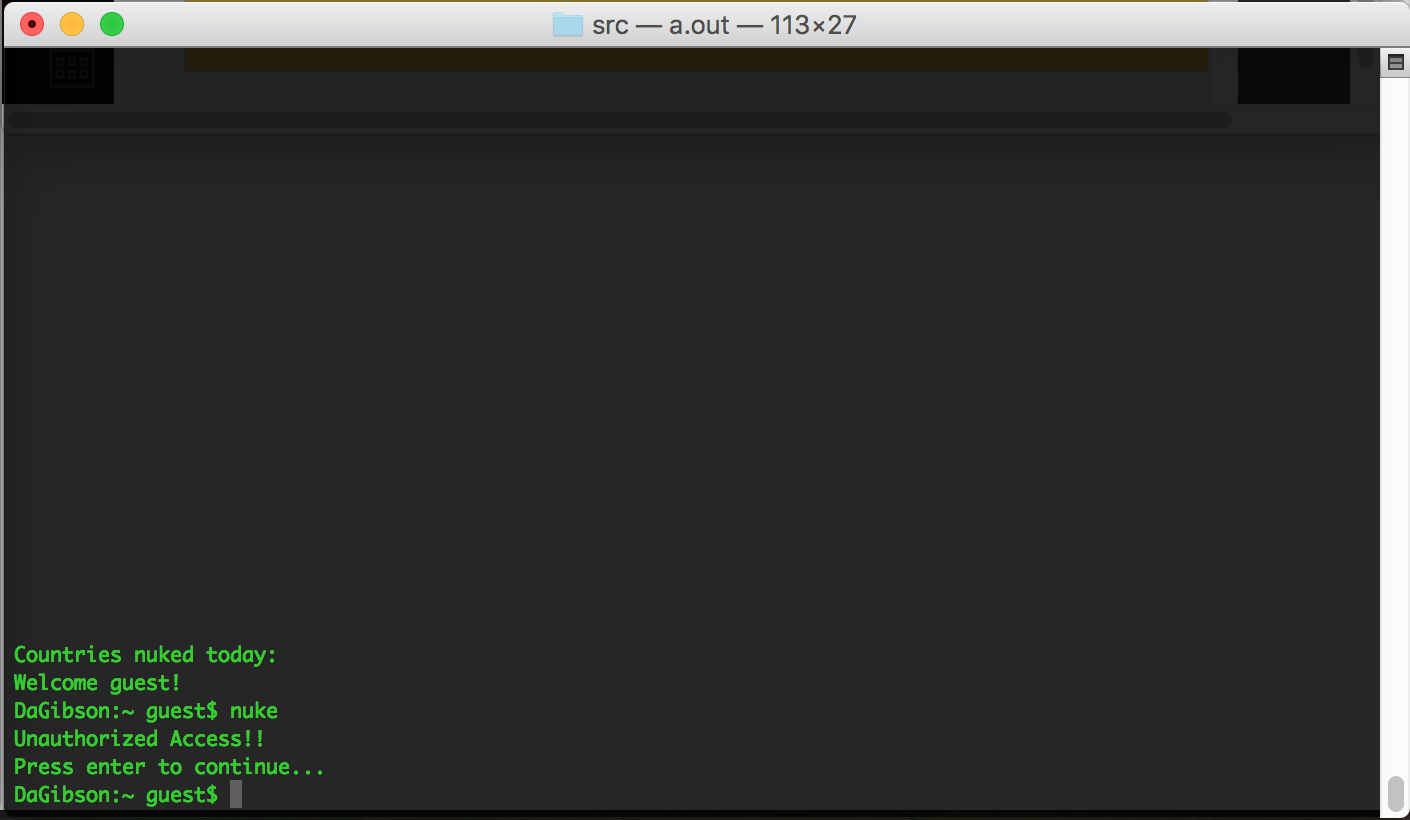 src — a.out — 113×27
Countries nuked today:
Welcome guest!
DaGibson:~ guest$ nuke
Unauthorized Access!!
Press enter to continue...
DaGibson:~ guest$